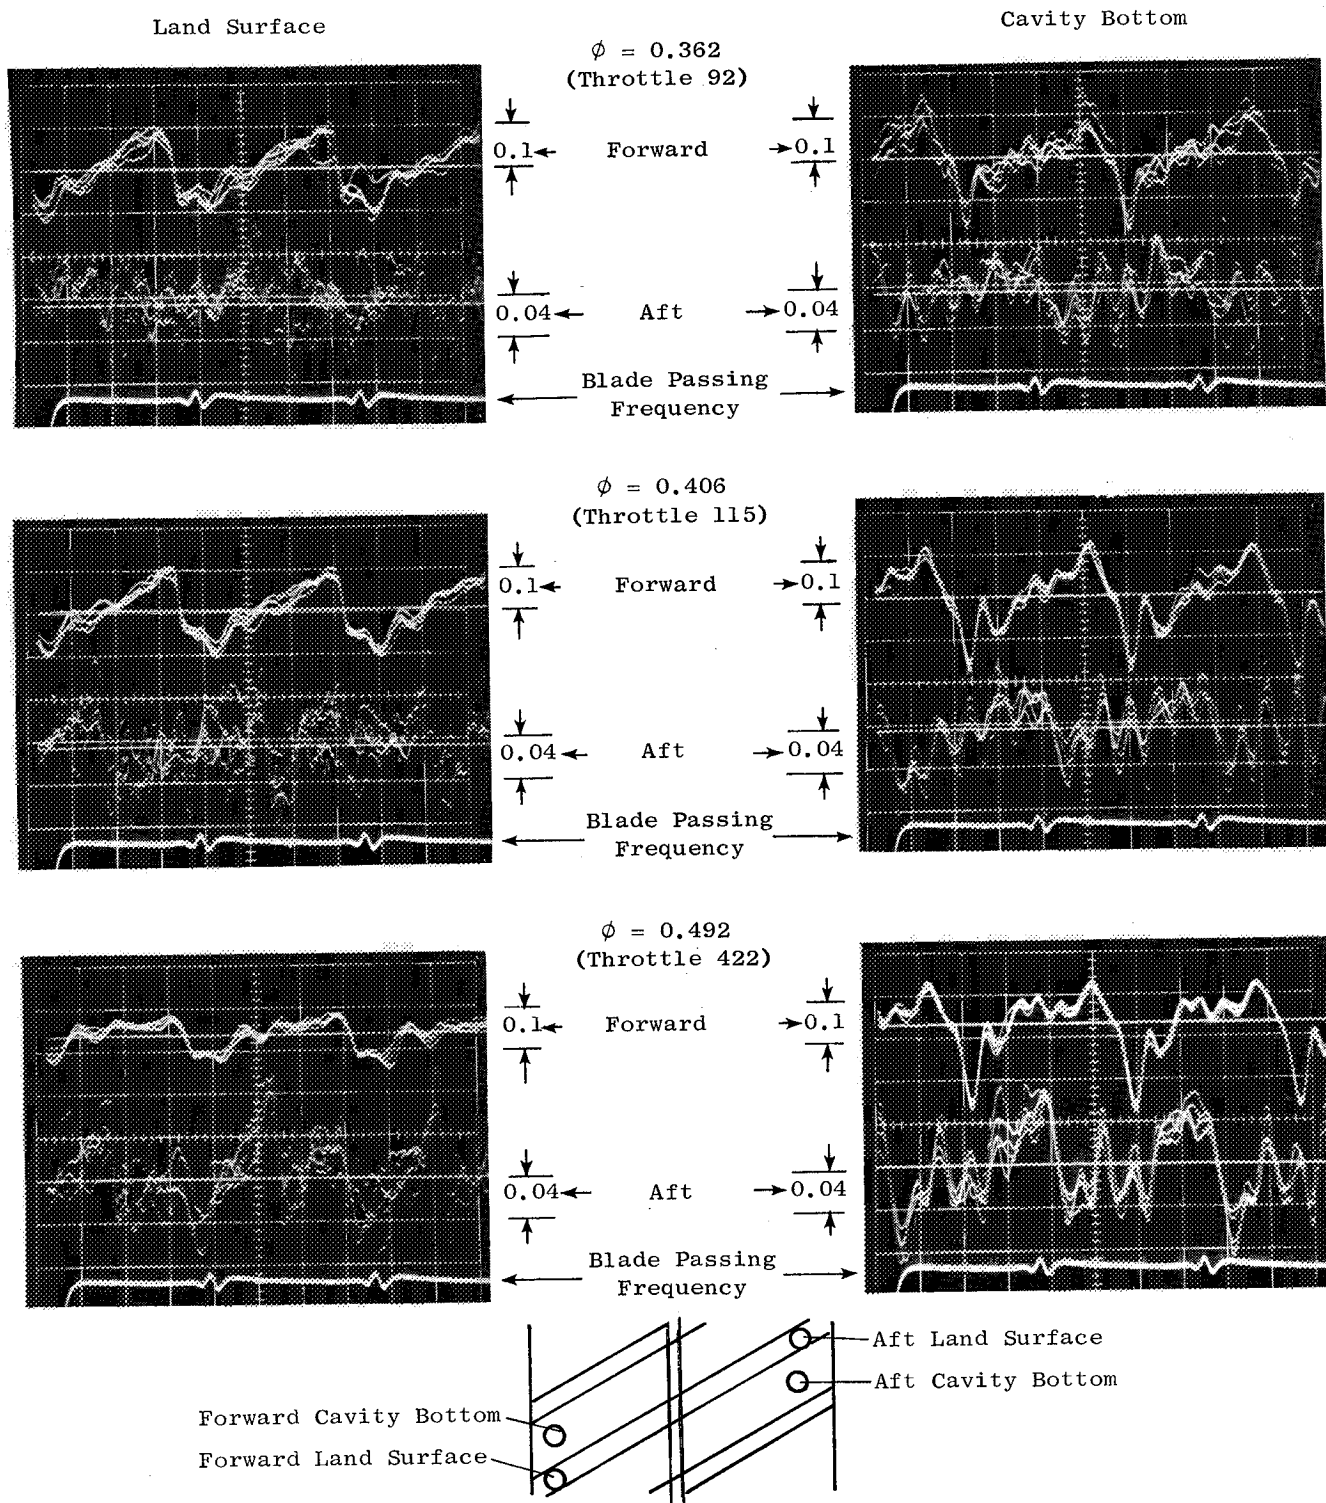 Land Surface
Cavity Bottom
ϕ = 0.362
(Throttle 92)
0.1
Forward
0.1
0.04
Aft
0.04
Blade Passing
Frequency
ϕ = 0.406
(Throttle 115)
0.1
Forward
0.1
0.04
Aft
0.04
Blade Passing
Frequency
ϕ = 0.492
(Throttle 422)
0.1
Forward
0.1
0.04
Aft
0.04
Blade Passing
Frequency
Aft Land Surface
Aft Cavity Bottom
Forward Cavity Bottom
Forward Land Surface